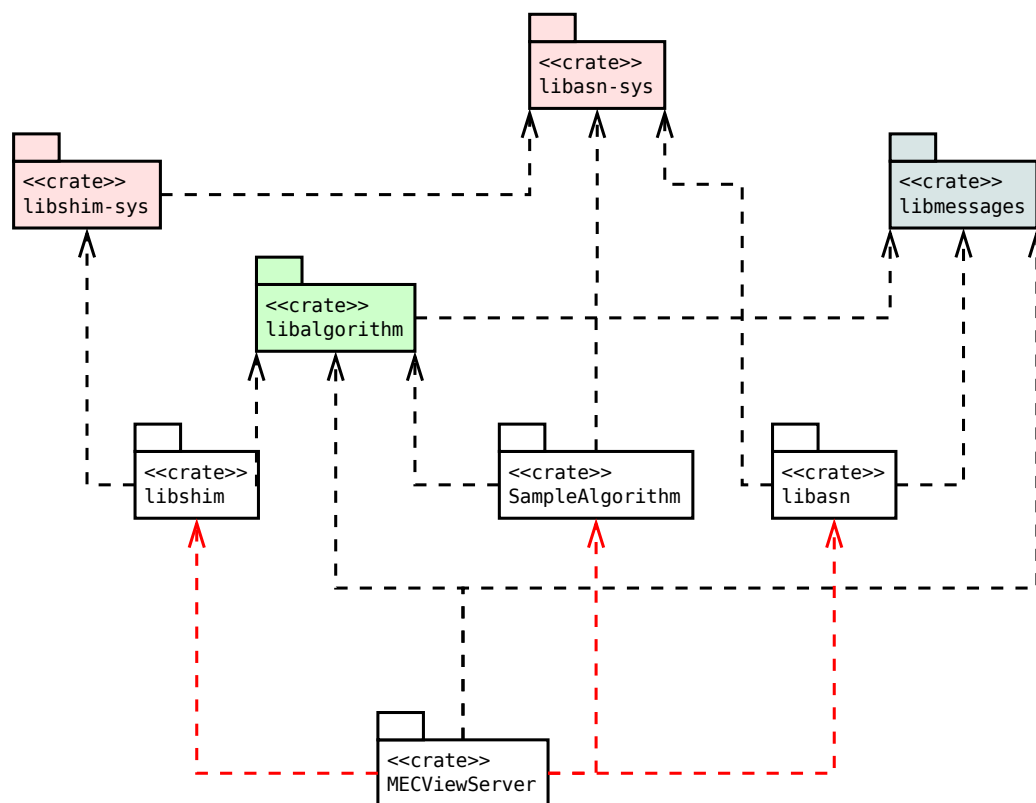 <<crate>>
libasn-sys
<<crate>>
libshim-sys
<<crate>>
libmessages
<<crate>>
libalgorithm
<<crate>>
libshim
<<crate>>
SampleAlgorithm
<<crate>>
libasn
<<crate>>
MECViewServer